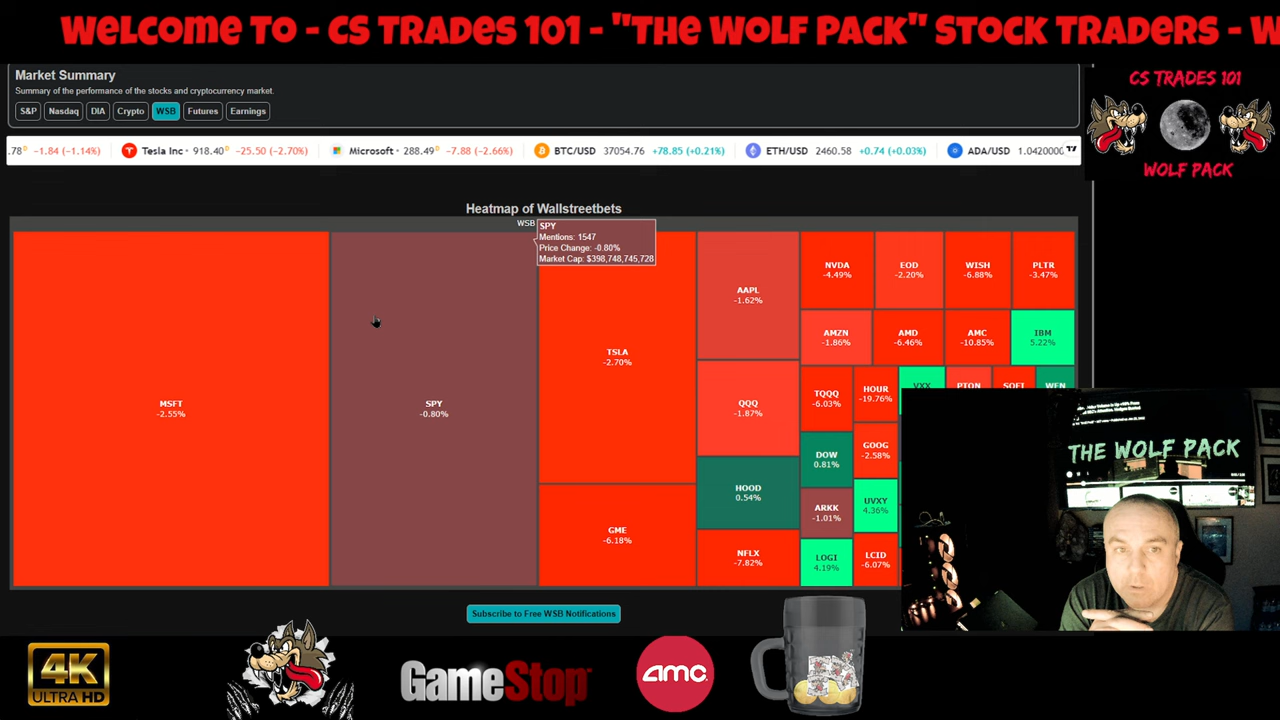 WELCOME TO - CS TRADES 101 - "THE WOLF PACK" STOCK TRADERS - W
Market Summary
Summary of the performance of the stocks and cryptocurrency market.
S&P Nasdaq DIA Crypto WSB Futures Earnings
CS TRADES 101
WOLF PACK
.78 D −1.84 (−1.14%) Tesla Inc • 918.40 D −25.50 (−2.70%) Microsoft • 288.49 D −7.88 (−2.66%) BTC/USD 37054.76 +78.85 (+0.21%) ETH/USD 2460.58 +0.74 (+0.03%) ADA/USD 1.0420000
Heatmap of Wallstreetbets
WSB
SPY
Mentions: 1547
Price Change: -0.80%
Market Cap: $398,748,745,728
MSFT
-2.55%
SPY
-0.80%
TSLA
-2.70%
GME
-6.18%
AAPL
-1.62%
QQQ
-1.87%
HOOD
0.54%
NFLX
-7.82%
NVDA
-4.49%
EOD
-2.20%
WISH
-6.88%
PLTR
-3.47%
AMZN
-1.86%
AMD
-6.46%
AMC
-10.85%
IBM
5.22%
TQQQ
-6.03%
HOUR
-19.76%
VXX
PTON
SOFI
WEN
DOW
0.81%
GOOG
-2.58%
ARKK
-1.01%
UVXY
4.36%
LOGI
4.19%
LCID
-6.07%
THE WOLF PACK
Subscribe to Free WSB Notifications
4K
ULTRA HD
GameStop
amc